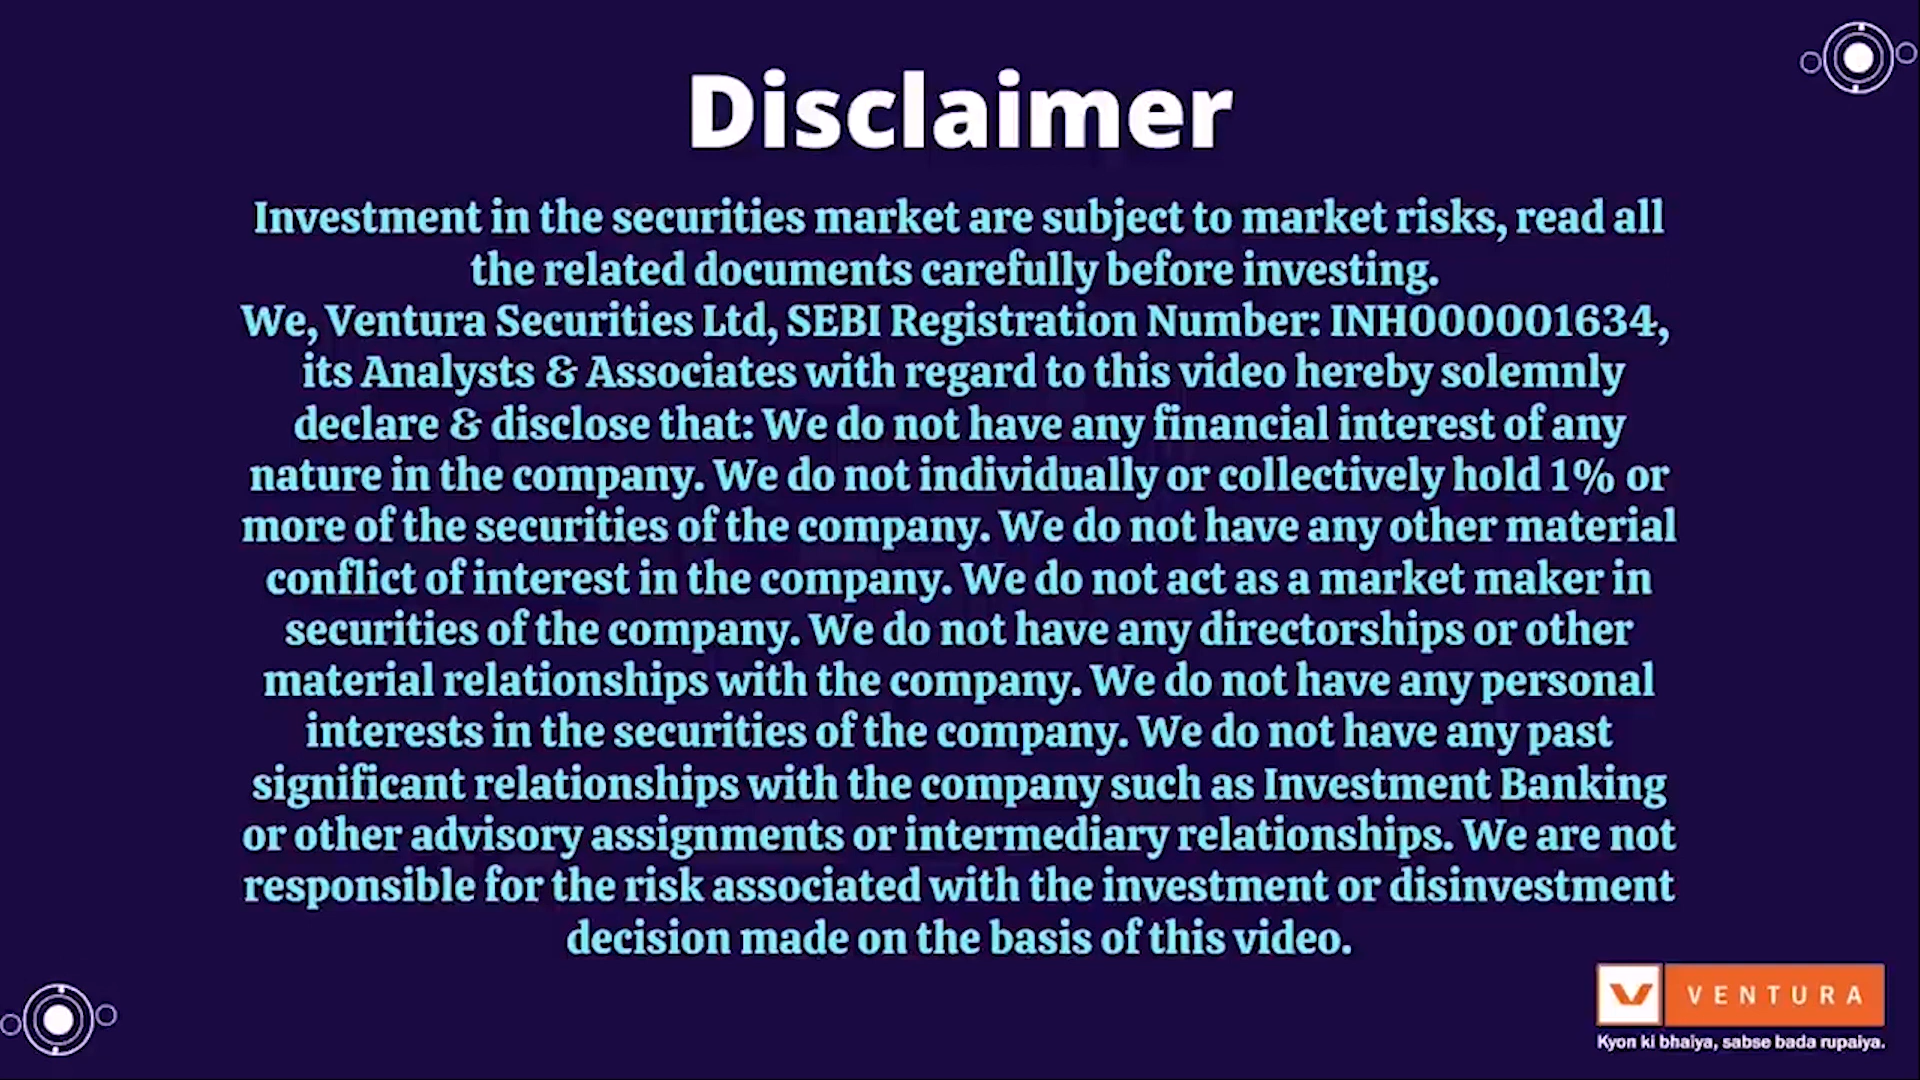 Disclaimer
Investment in the securities market are subject to market risks, read all
the related documents carefully before investing.
We, Ventura Securities Ltd, SEBI Registration Number: INH000001634,
its Analysts & Associates with regard to this video hereby solemnly
declare & disclose that: We do not have any financial interest of any
nature in the company. We do not individually or collectively hold 1% or
more of the securities of the company. We do not have any other material
conflict of interest in the company. We do not act as a market maker in
securities of the company. We do not have any directorships or other
material relationships with the company. We do not have any personal
interests in the securities of the company. We do not have any past
significant relationships with the company such as Investment Banking
or other advisory assignments or intermediary relationships. We are not
responsible for the risk associated with the investment or disinvestment
decision made on the basis of this video.
VENTURA
Kyon ki bhaiya, sabse bada rupaiya.